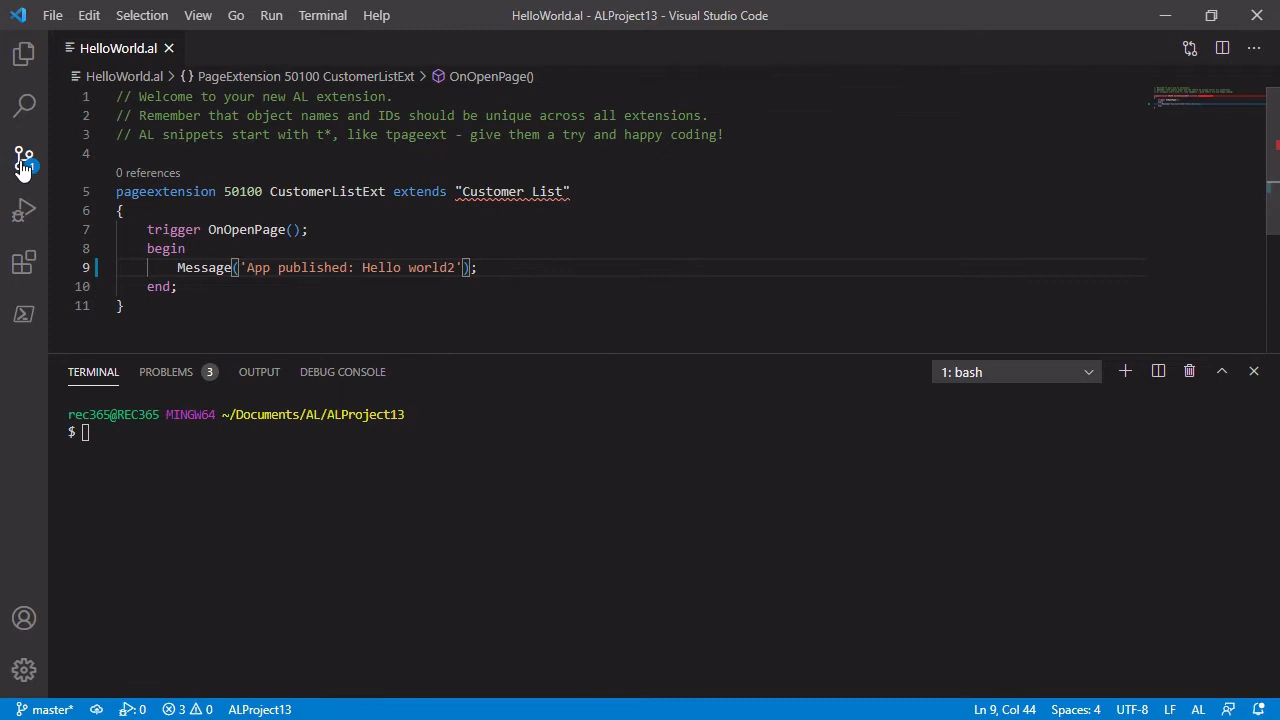 File Edit Selection View Go Run Terminal Help HelloWorld.al - ALProject13 - Visual Studio Code
HelloWorld.al
HelloWorld.al > {} PageExtension 50100 CustomerListExt > OnOpenPage()
1 // Welcome to your new AL extension.
2 // Remember that object names and IDs should be unique across all extensions.
3 // AL snippets start with t*, like tpageext - give them a try and happy coding!
4
0 references
5 pageextension 50100 CustomerListExt extends "Customer List"
6 {
7 trigger OnOpenPage();
8 begin
9 Message('App published: Hello world2');
10 end;
11 }
1
TERMINAL PROBLEMS 3 OUTPUT DEBUG CONSOLE 1: bash
rec365@REC365 MINGW64 ~/Documents/AL/ALProject13
$
master* 0 3 0 ALProject13 Ln 9, Col 44 Spaces: 4 UTF-8 LF AL